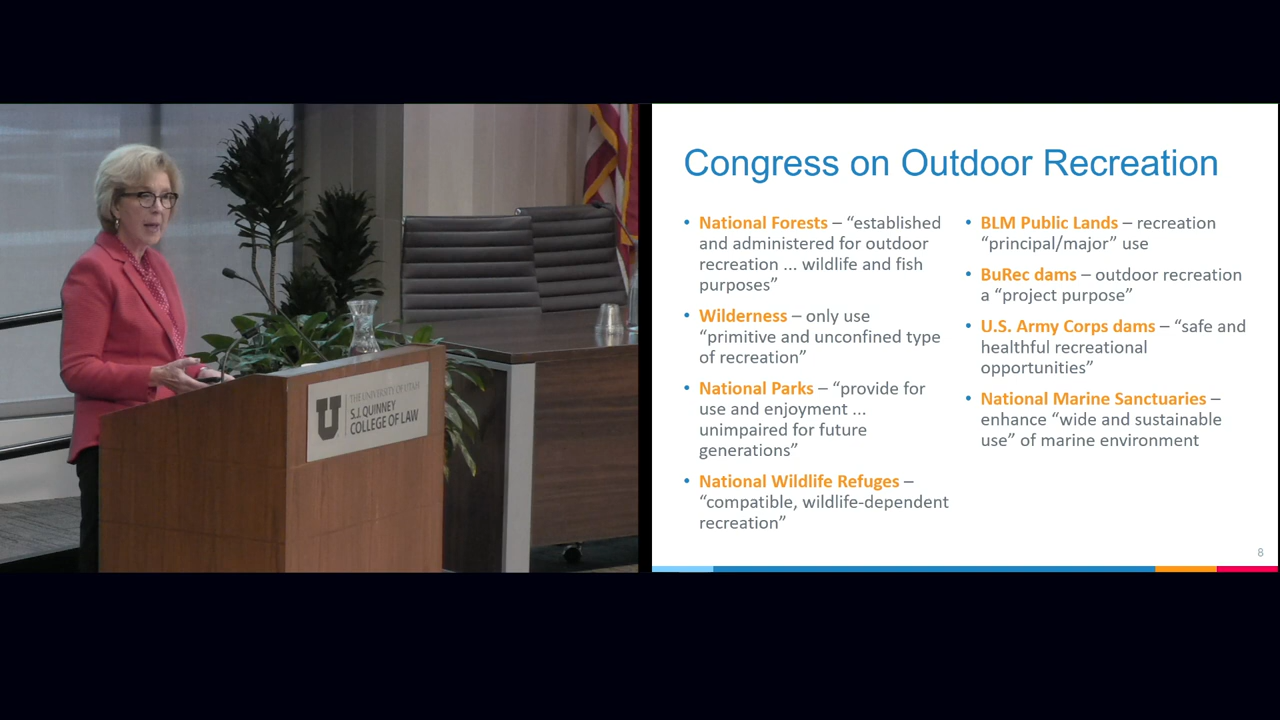 THE UNIVERSITY OF UTAH
U
S.J. QUINNEY
COLLEGE OF LAW
Congress on Outdoor Recreation
• National Forests – “established
and administered for outdoor
recreation ... wildlife and fish
purposes”
• Wilderness – only use
“primitive and unconfined type
of recreation”
• National Parks – “provide for
use and enjoyment ...
unimpaired for future
generations”
• National Wildlife Refuges –
“compatible, wildlife-dependent
recreation”
• BLM Public Lands – recreation
“principal/major” use
• BuRec dams – outdoor recreation
a “project purpose”
• U.S. Army Corps dams – “safe and
healthful recreational
opportunities”
• National Marine Sanctuaries –
enhance “wide and sustainable
use” of marine environment
8